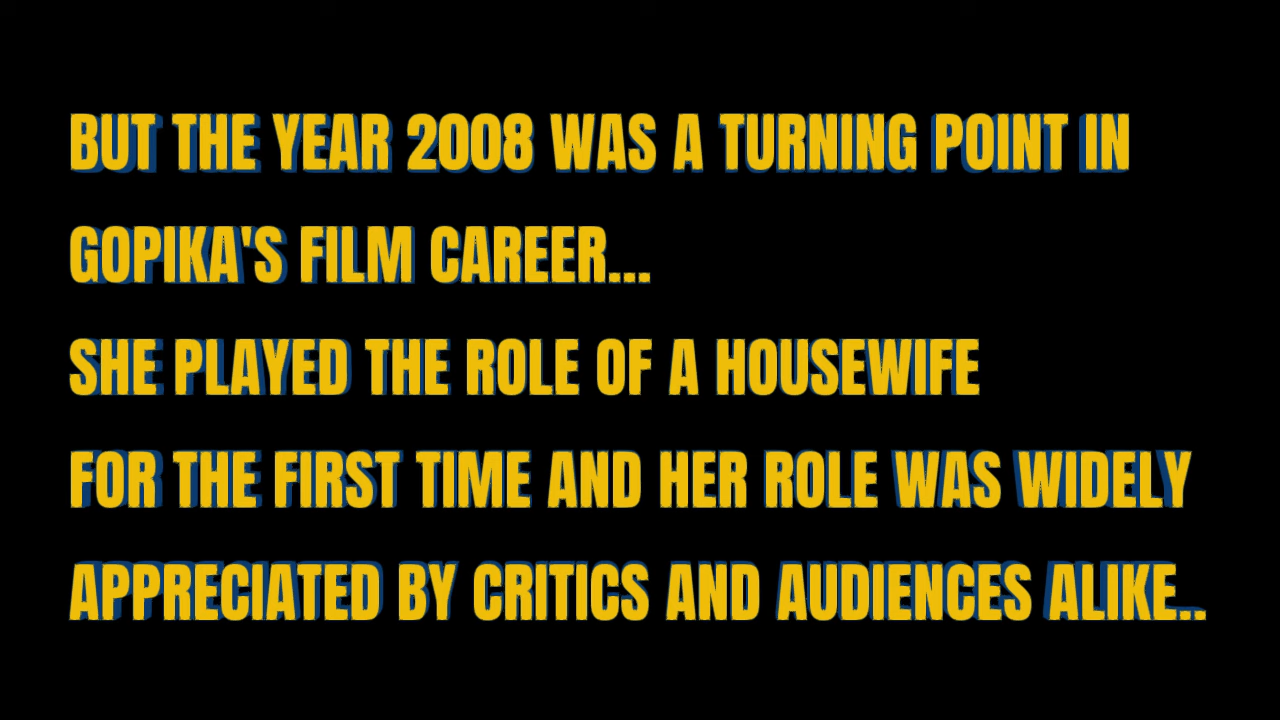 BUT THE YEAR 2008 WAS A TURNING POINT IN
GOPIKA'S FILM CAREER...
SHE PLAYED THE ROLE OF A HOUSEWIFE
FOR THE FIRST TIME AND HER ROLE WAS WIDELY
APPRECIATED BY CRITICS AND AUDIENCES ALIKE..